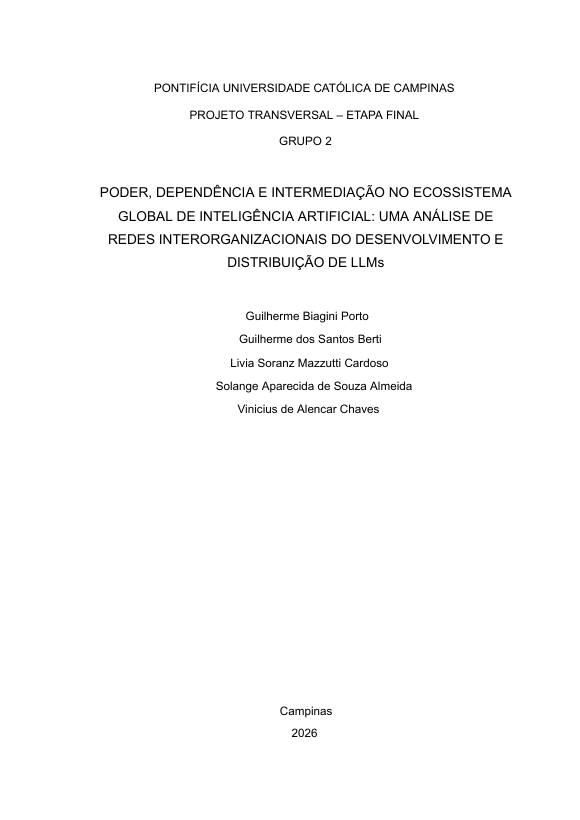 PONTIFÍCIA UNIVERSIDADE CATÓLICA DE CAMPINAS
PROJETO TRANSVERSAL – ETAPA FINAL
GRUPO 2
PODER, DEPENDÊNCIA E INTERMEDIAÇÃO NO ECOSSISTEMA
GLOBAL DE INTELIGÊNCIA ARTIFICIAL: UMA ANÁLISE DE
REDES INTERORGANIZACIONAIS DO DESENVOLVIMENTO E
DISTRIBUIÇÃO DE LLMs
Guilherme Biagini Porto
Guilherme dos Santos Berti
Livia Soranz Mazzutti Cardoso
Solange Aparecida de Souza Almeida
Vinicius de Alencar Chaves
Campinas
2026